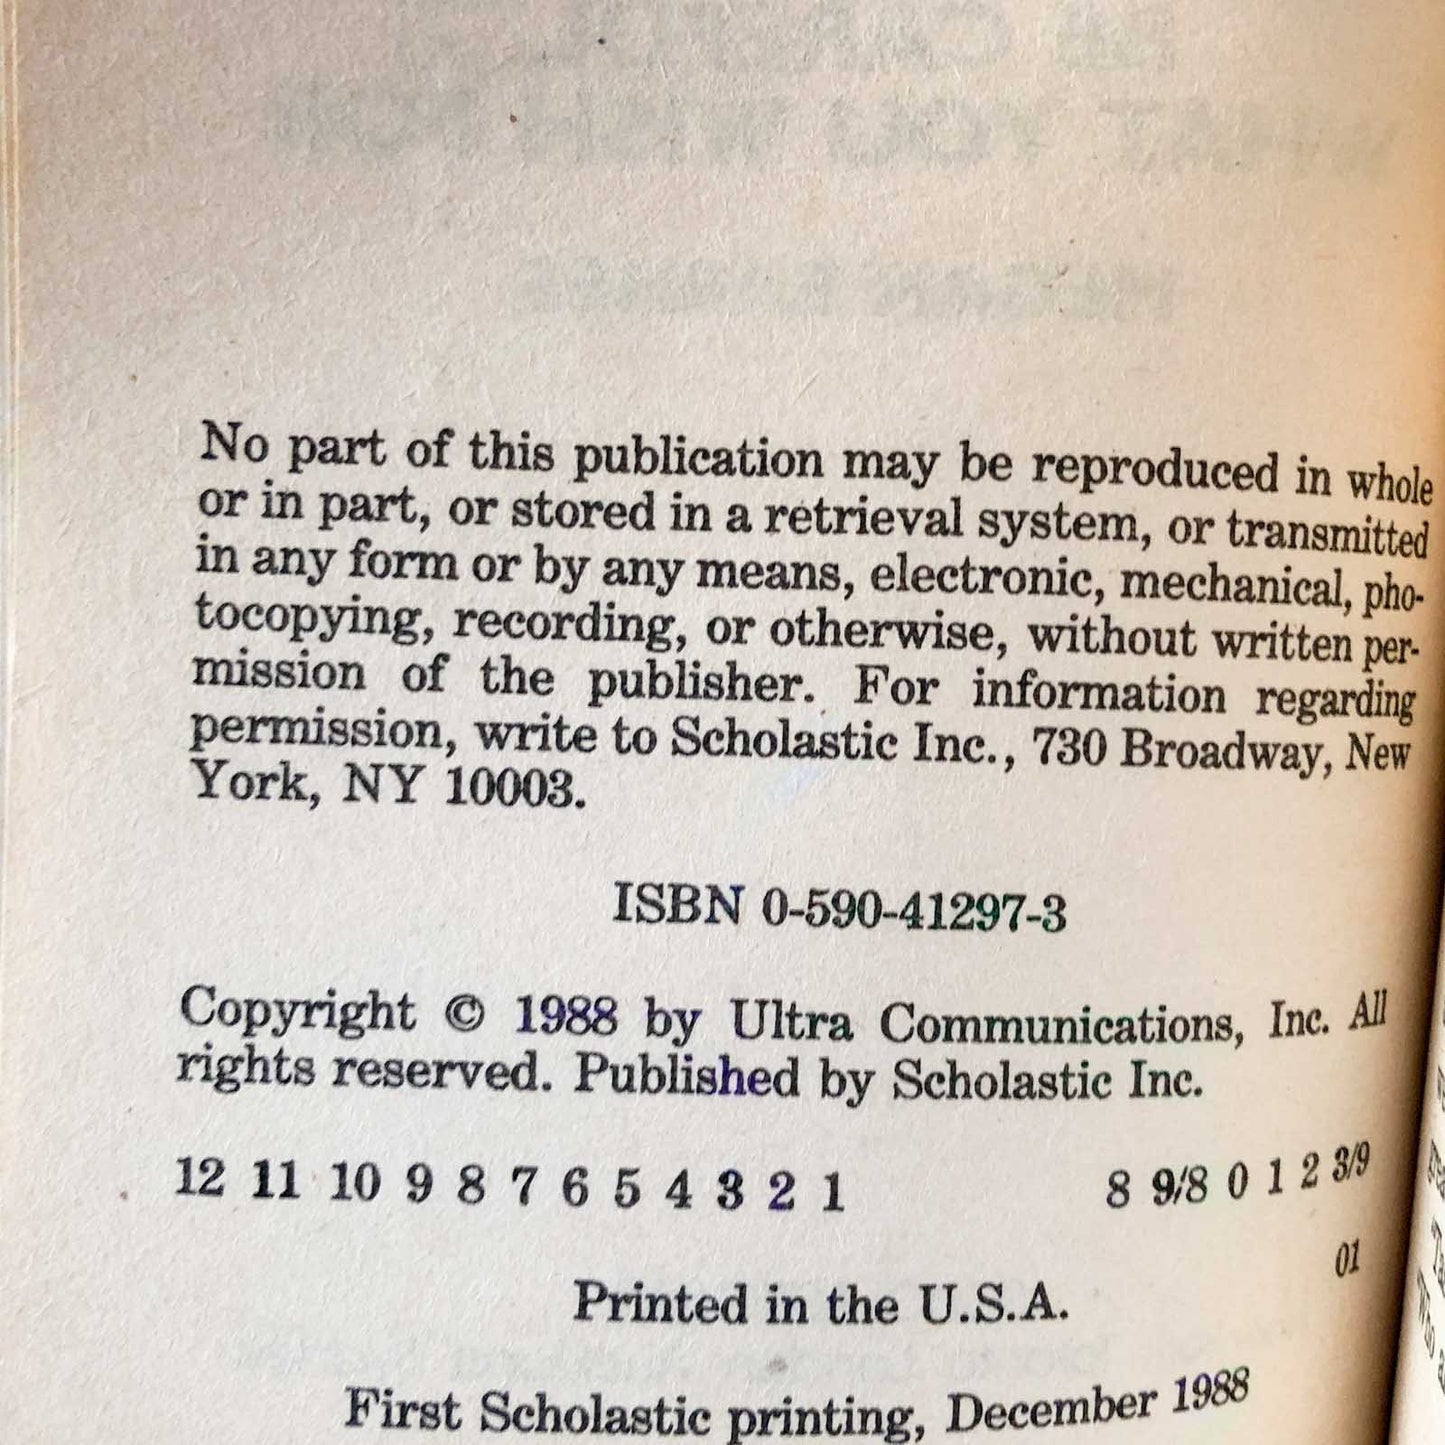 No part of this publication may be reproduced in whole
or in part, or stored in a retrieval system, or transmitted
in any form or by any means, electronic, mechanical, pho-
tocopying, recording, or otherwise, without written per-
mission of the publisher. For information regarding
permission, write to Scholastic Inc., 730 Broadway, New
York, NY 10003.
ISBN 0-590-41297-3
Copyright © 1988 by Ultra Communications, Inc. All
rights reserved. Published by Scholastic Inc.
12 11 10 9 8 7 6 5 4 3 2 1 8 9/8 0 1 2 3/9
01
Printed in the U.S.A.
First Scholastic printing, December 1988